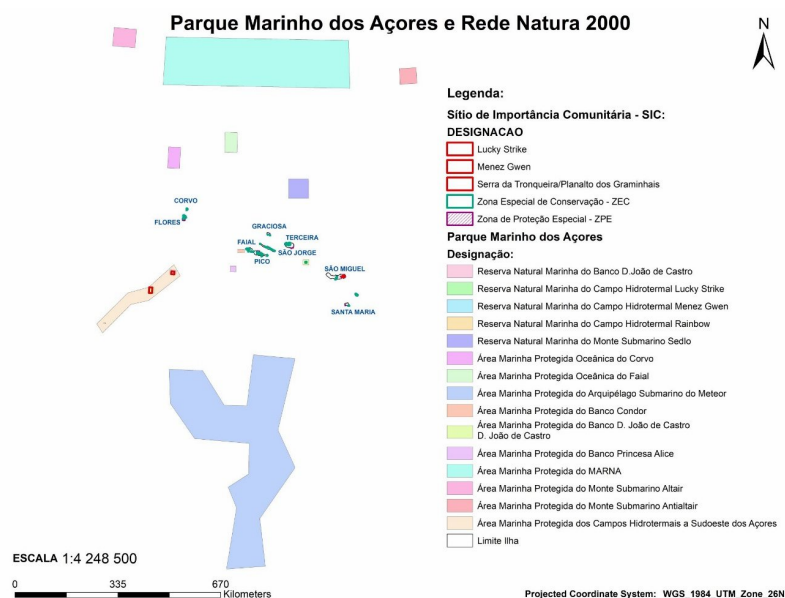 Parque Marinho dos Açores e Rede Natura 2000
N
Legenda:
Sítio de Importância Comunitária - SIC:
DESIGNACAO
Lucky Strike
Menez Gwen
Serra da Tronqueira/Planalto dos Graminhais
Zona Especial de Conservação - ZEC
Zona de Proteção Especial - ZPE
Parque Marinho dos Açores
Designação:
Reserva Natural Marinha do Banco D.João de Castro
Reserva Natural Marinha do Campo Hidrotermal Lucky Strike
Reserva Natural Marinha do Campo Hidrotermal Menez Gwen
Reserva Natural Marinha do Campo Hidrotermal Rainbow
Reserva Natural Marinha do Monte Submarino Sedlo
Área Marinha Protegida Oceânica do Corvo
Área Marinha Protegida Oceânica do Faial
Área Marinha Protegida do Arquipélago Submarino do Meteor
Área Marinha Protegida do Banco Condor
Área Marinha Protegida do Banco D. João de Castro
D. João de Castro
Área Marinha Protegida do Banco Princesa Alice
Área Marinha Protegida do MARNA
Área Marinha Protegida do Monte Submarino Altair
Área Marinha Protegida do Monte Submarino Antialtair
Área Marinha Protegida dos Campos Hidrotermais a Sudoeste dos Açores
Limite Ilha
CORVO
FLORES
GRACIOSA
FAIAL
TERCEIRA
SÃO JORGE
PICO
SÃO MIGUEL
SANTA MARIA
ESCALA 1:4 248 500
0 335 670
Kilometers
Projected Coordinate System: WGS_1984_UTM_Zone_26N